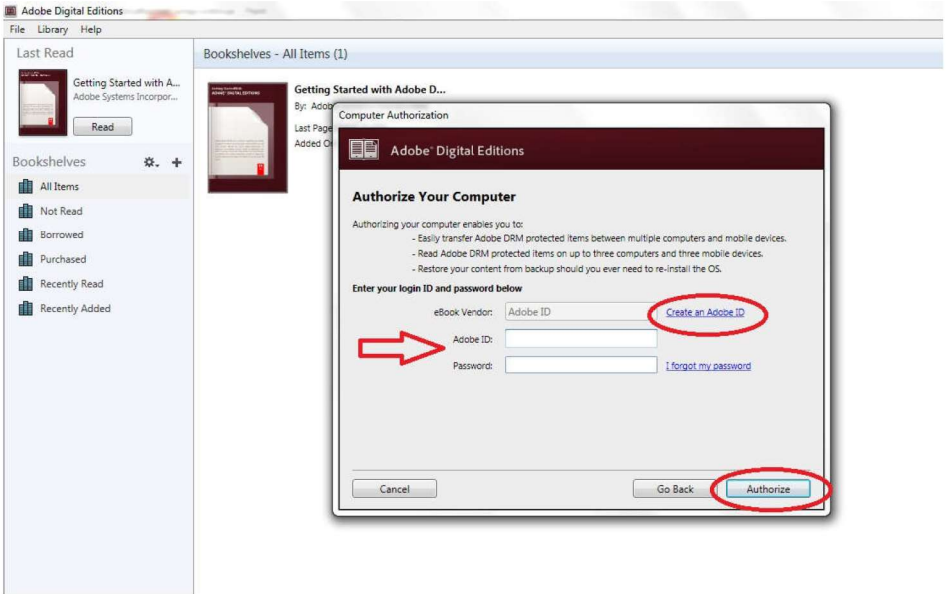 Adobe Digital Editions
File Library Help
Last Read
Getting Started with A...
Adobe Systems Incorpor...
Read
Bookshelves
All Items
Not Read
Borrowed
Purchased
Recently Read
Recently Added
Bookshelves - All Items (1)
Getting Started with Adobe D...
By: Adob
Last Page
Added O
Computer Authorization
Adobe® Digital Editions
Authorize Your Computer
Authorizing your computer enables you to:
- Easily transfer Adobe DRM protected items between multiple computers and mobile devices.
- Read Adobe DRM protected items on up to three computers and three mobile devices.
- Restore your content from backup should you ever need to re-install the OS.
Enter your login ID and password below
eBook Vendor: Adobe ID Create an Adobe ID
Adobe ID:
Password: I forgot my password
Cancel Go Back Authorize